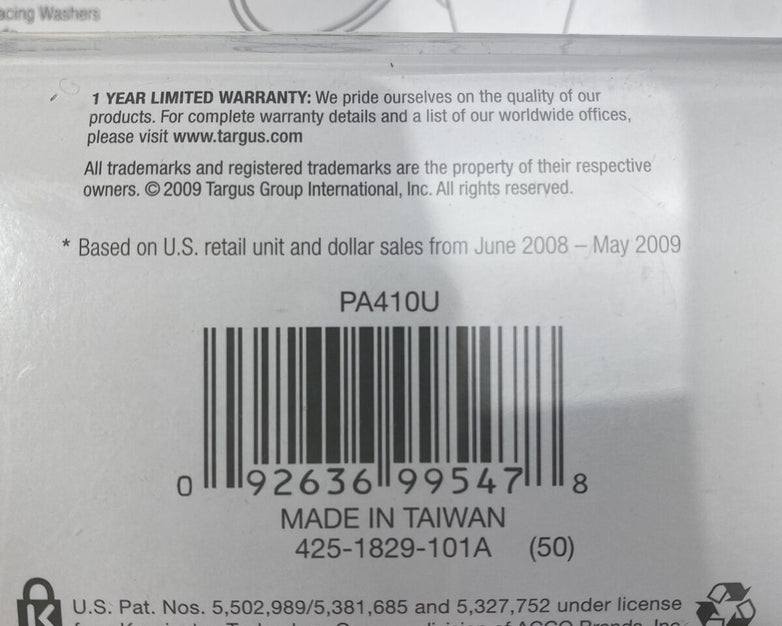 acing Washers
1 YEAR LIMITED WARRANTY: We pride ourselves on the quality of our
products. For complete warranty details and a list of our worldwide offices,
please visit www.targus.com
All trademarks and registered trademarks are the property of their respective
owners. © 2009 Targus Group International, Inc. All rights reserved.
* Based on U.S. retail unit and dollar sales from June 2008 – May 2009
PA410U
0 92636 99547 8
MADE IN TAIWAN
425-1829-101A (50)
K U.S. Pat. Nos. 5,502,989/5,381,685 and 5,327,752 under license